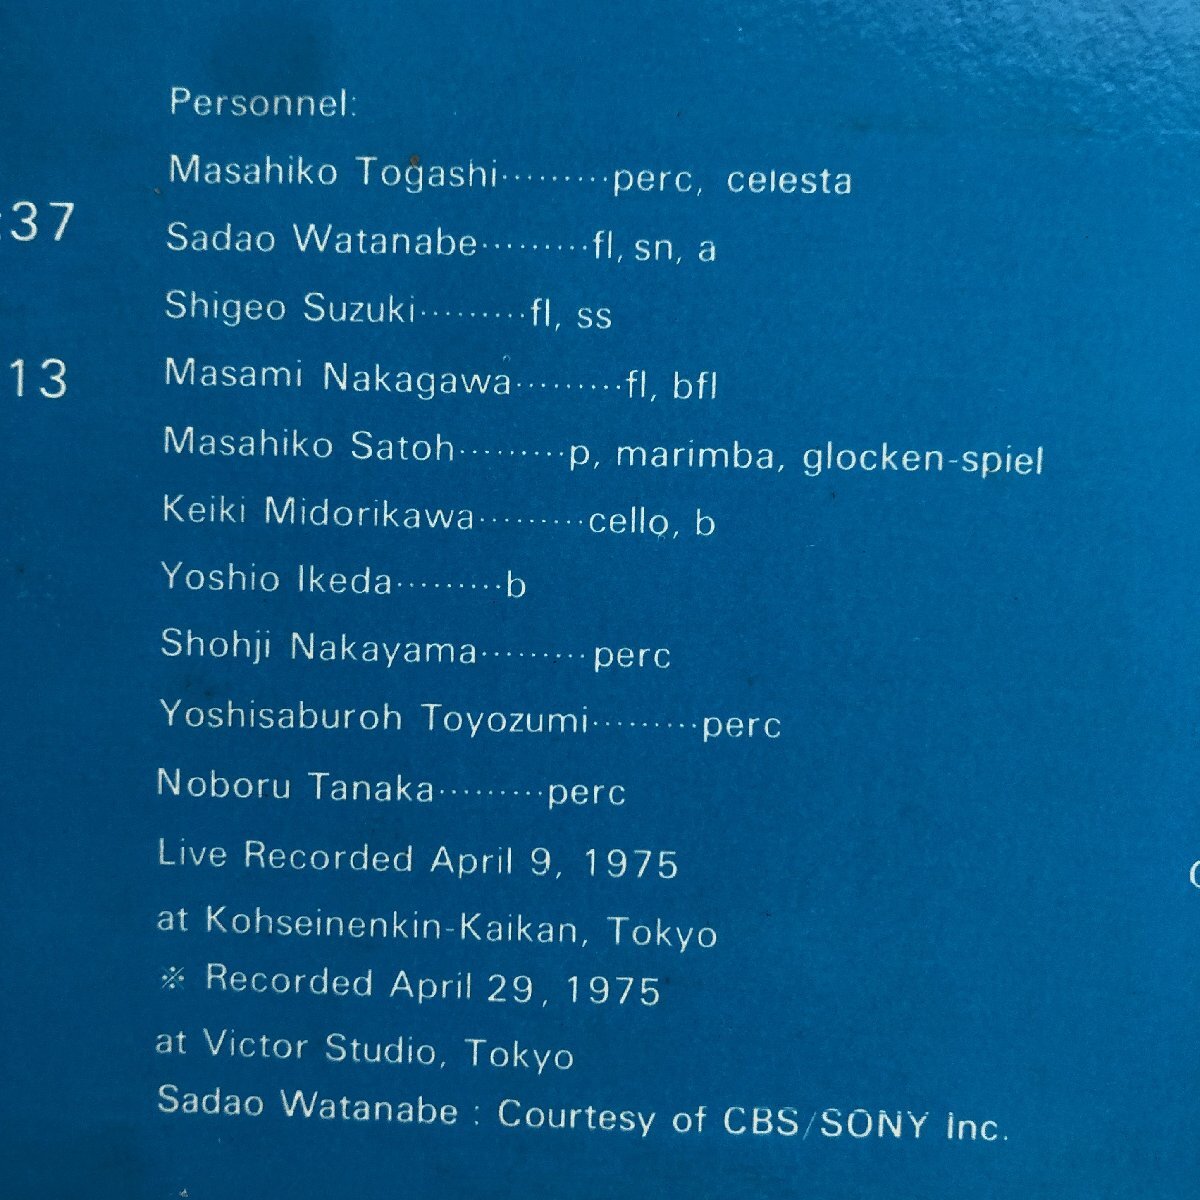 Personnel:
Masahiko Togashi·········perc, celesta
:37
Sadao Watanabe·········fl, sn, a
Shigeo Suzuki·········fl, ss
13
Masami Nakagawa·········fl, bfl
Masahiko Satoh·········p, marimba, glocken-spiel
Keiki Midorikawa·········cello, b
Yoshio Ikeda·········b
Shohji Nakayama·········perc
Yoshisaburoh Toyozumi·········perc
Noboru Tanaka·········perc
Live Recorded April 9, 1975
at Kohseinenkin-Kaikan, Tokyo
※ Recorded April 29, 1975
at Victor Studio, Tokyo
Sadao Watanabe : Courtesy of CBS/SONY Inc.